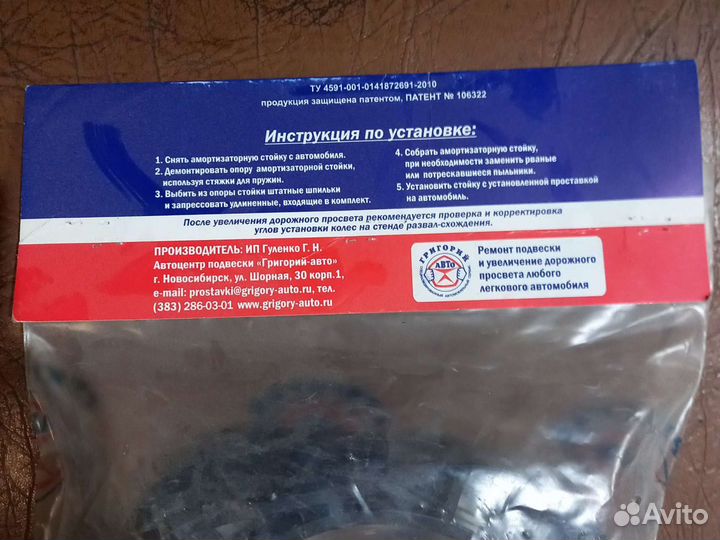 ТУ 4591-001-0141872691-2010
продукция защищена патентом, ПАТЕНТ № 106322
Инструкция по установке:
1. Снять амортизаторную стойку с автомобиля.
2. Демонтировать опору амортизаторной стойки,
используя стяжки для пружин.
3. Выбить из опоры стойки штатные шпильки
и запрессовать удлиненные, входящие в комплект.
4. Собрать амортизаторную стойку,
при необходимости заменить рваные
или потрескавшиеся пыльники.
5. Установить стойку с установленной проставкой
на автомобиль.
После увеличения дорожного просвета рекомендуется проверка и корректировка
углов установки колес на стенде развал-схождения.
ПРОИЗВОДИТЕЛЬ: ИП Гуленко Г. Н.
Автоцентр подвески «Григорий-авто»
г. Новосибирск, ул. Шорная, 30 корп.1,
e-mail: prostavki@grigory-auto.ru, тел.
(383) 286-03-01 www.grigory-auto.ru
ГРИГОРИЙ
АВТО
Ремонт подвески
и увеличение дорожного
просвета любого
легкового автомобиля
Avito